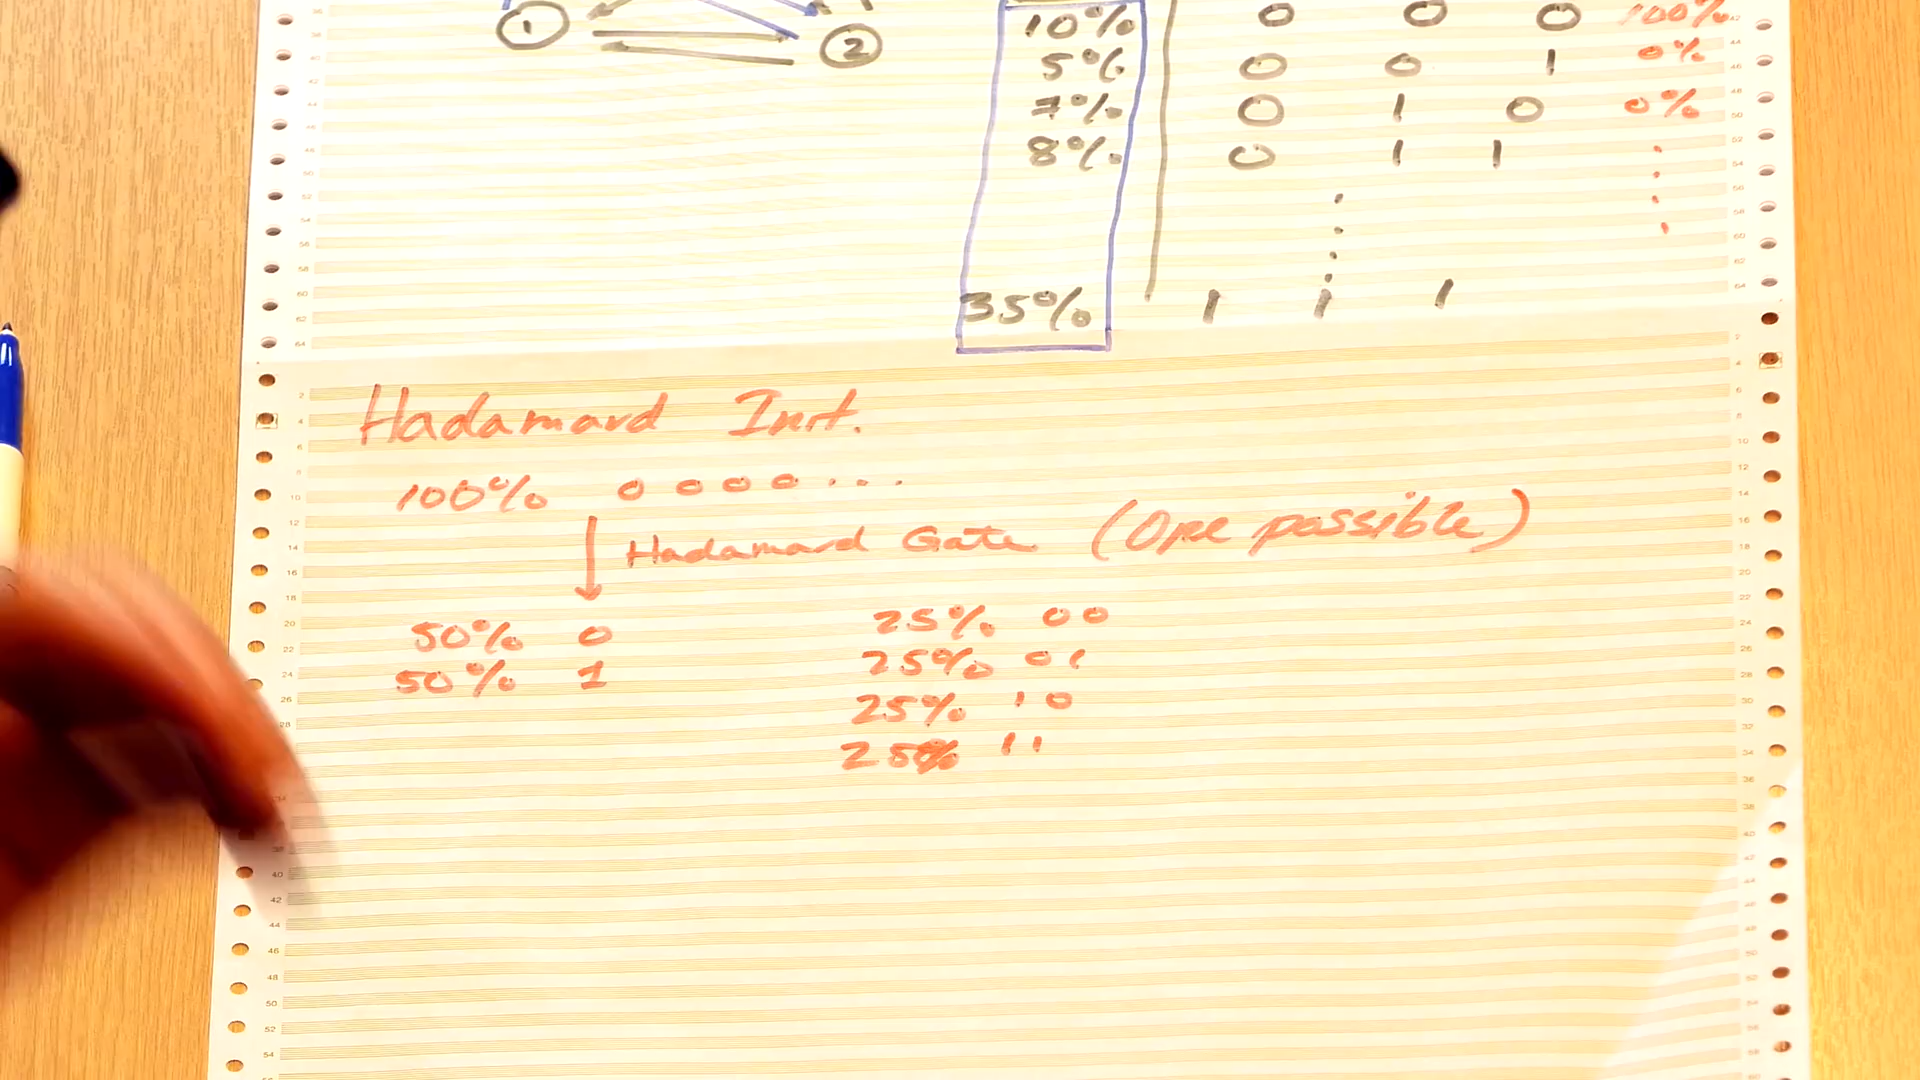 1 2
10% 0 0 0 100%
5% 0 0 1 0%
7% 0 1 0 0%
8% 0 1 1
35% 1 1 1
Hadamard Init.
100% 0 0 0 0 ...
Hadamard Gate (One possible)
50% 0
50% 1
25% 00
25% 01
25% 10
25% 11